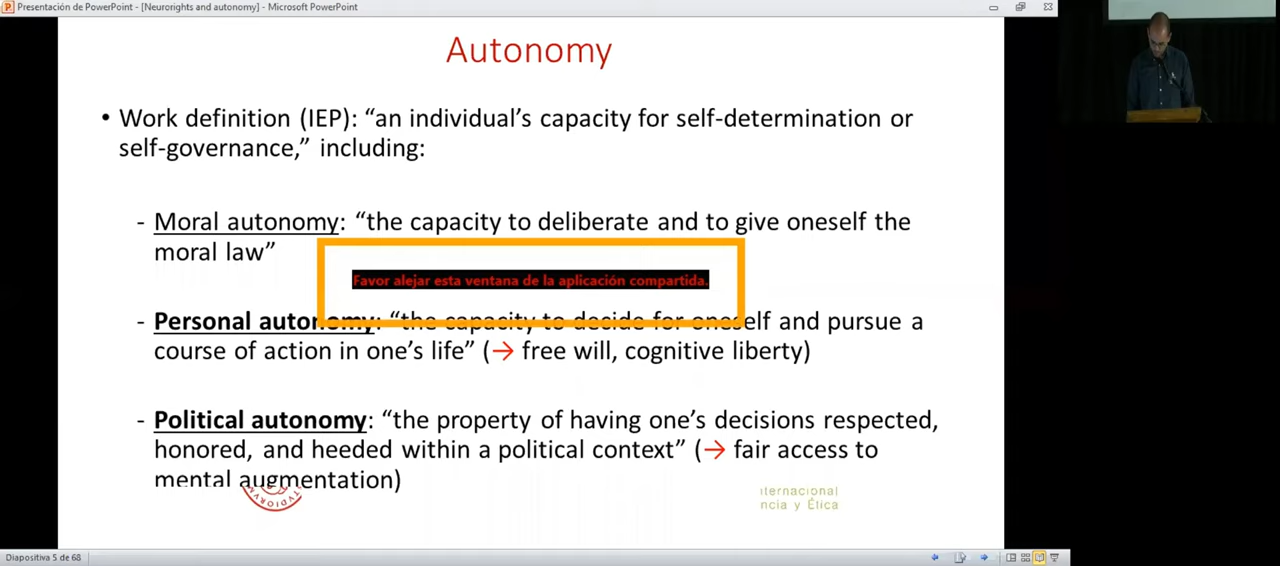 Presentación de PowerPoint - [Neurorights and autonomy] - Microsoft PowerPoint
Autonomy
• Work definition (IEP): “an individual’s capacity for self-determination or
self-governance,” including:
- Moral autonomy: “the capacity to deliberate and to give oneself the
moral law”
Favor alejar esta ventana de la aplicación compartida.
- Personal autonomy: “the capacity to decide for oneself and pursue a
course of action in one’s life” (→ free will, cognitive liberty)
- Political autonomy: “the property of having one’s decisions respected,
honored, and heeded within a political context” (→ fair access to
mental augmentation)
ncia y Ética
Diapositiva 5 de 68